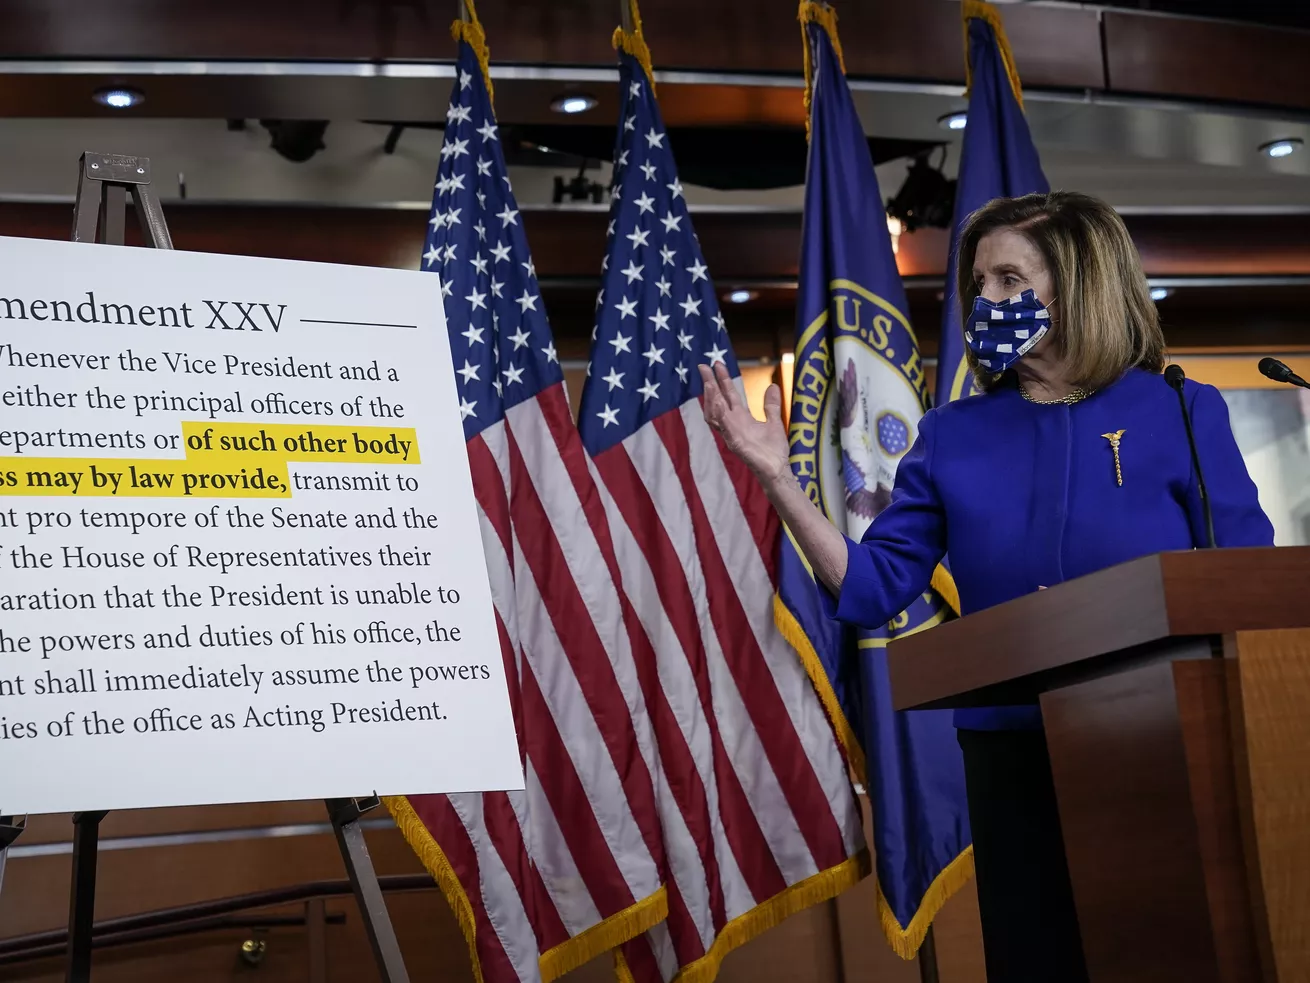 mendment XXV
Whenever the Vice President and a
either the principal officers of the
epartments or of such other body
ss may by law provide, transmit to
nt pro tempore of the Senate and the
f the House of Representatives their
aration that the President is unable to
he powers and duties of his office, the
nt shall immediately assume the powers
ies of the office as Acting President.
U.S. H
REPRES